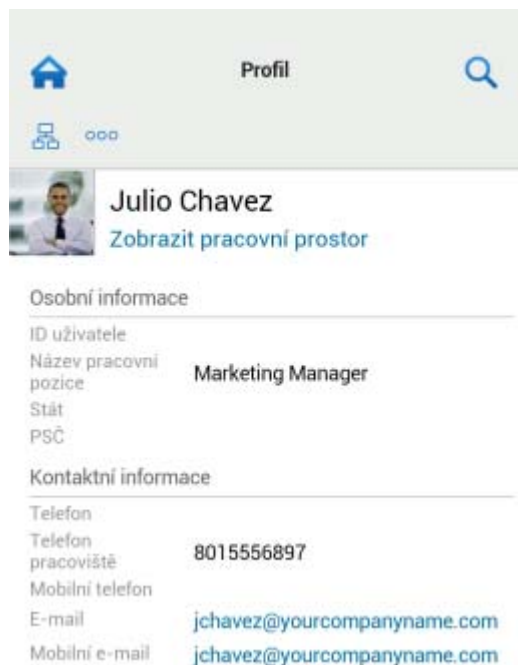 Profil
Julio Chavez
Zobrazit pracovní prostor
Osobní informace
ID uživatele
Název pracovní pozice Marketing Manager
Stát
PSČ
Kontaktní informace
Telefon
Telefon pracoviště 8015556897
Mobilní telefon
E-mail jchavez@yourcompanyname.com
Mobilní e-mail jchavez@yourcompanyname.com